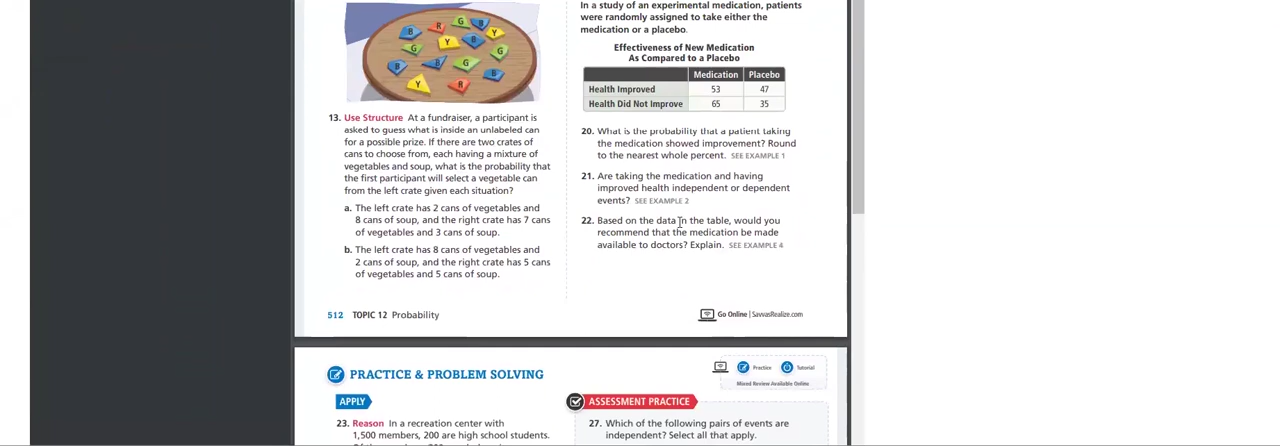 B
R
G
B
Y
G
Y
B
G
B
B
G
B
Y
R
13. Use Structure At a fundraiser, a participant is
asked to guess what is inside an unlabeled can
for a possible prize. If there are two crates of
cans to choose from, each having a mixture of
vegetables and soup, what is the probability that
the first participant will select a vegetable can
from the left crate given each situation?
a. The left crate has 2 cans of vegetables and
8 cans of soup, and the right crate has 7 cans
of vegetables and 3 cans of soup.
b. The left crate has 8 cans of vegetables and
2 cans of soup, and the right crate has 5 cans
of vegetables and 5 cans of soup.
In a study of an experimental medication, patients
were randomly assigned to take either the
medication or a placebo.
Effectiveness of New Medication
As Compared to a Placebo
Medication Placebo
Health Improved 53 47
Health Did Not Improve 65 35
20. What is the probability that a patient taking
the medication showed improvement? Round
to the nearest whole percent. SEE EXAMPLE 1
21. Are taking the medication and having
improved health independent or dependent
events? SEE EXAMPLE 2
22. Based on the data in the table, would you
recommend that the medication be made
available to doctors? Explain. SEE EXAMPLE 4
512 TOPIC 12 Probability
Go Online | SavvasRealize.com
PRACTICE & PROBLEM SOLVING
Practice Tutorial
Mixed Review Available Online
APPLY
23. Reason In a recreation center with
1,500 members, 200 are high school students.
ASSESSMENT PRACTICE
27. Which of the following pairs of events are
independent? Select all that apply.